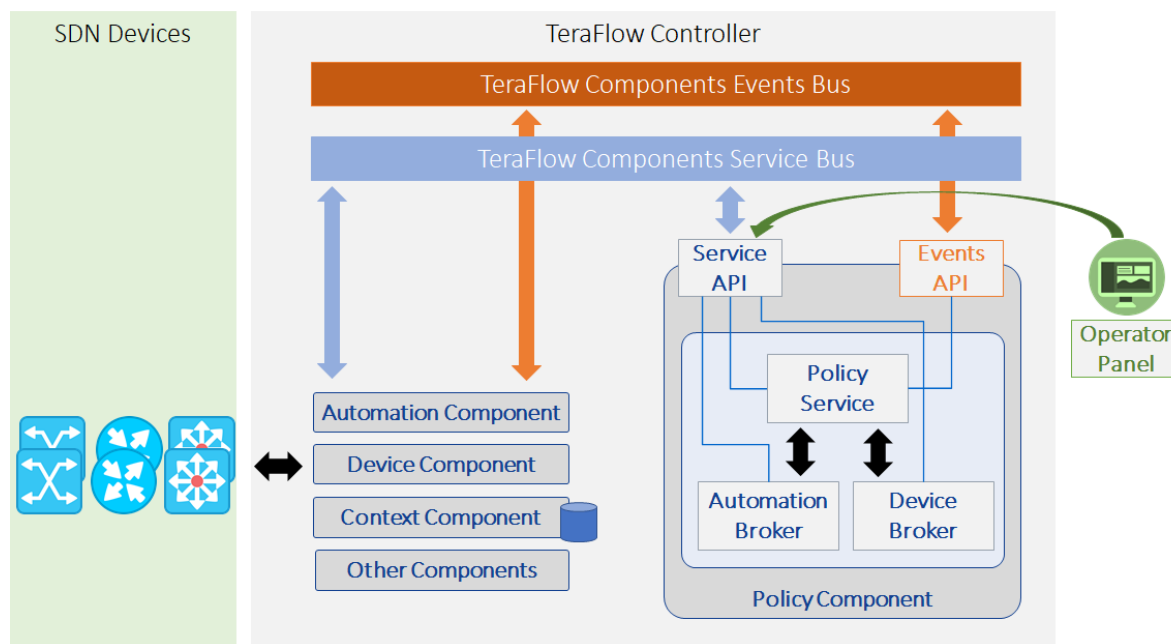 SDN Devices
TeraFlow Controller
TeraFlow Components Events Bus
TeraFlow Components Service Bus
Service
API
Events
API
Operator
Panel
Policy
Service
Automation Component
Device Component
Context Component
Other Components
Automation
Broker
Device
Broker
Policy Component